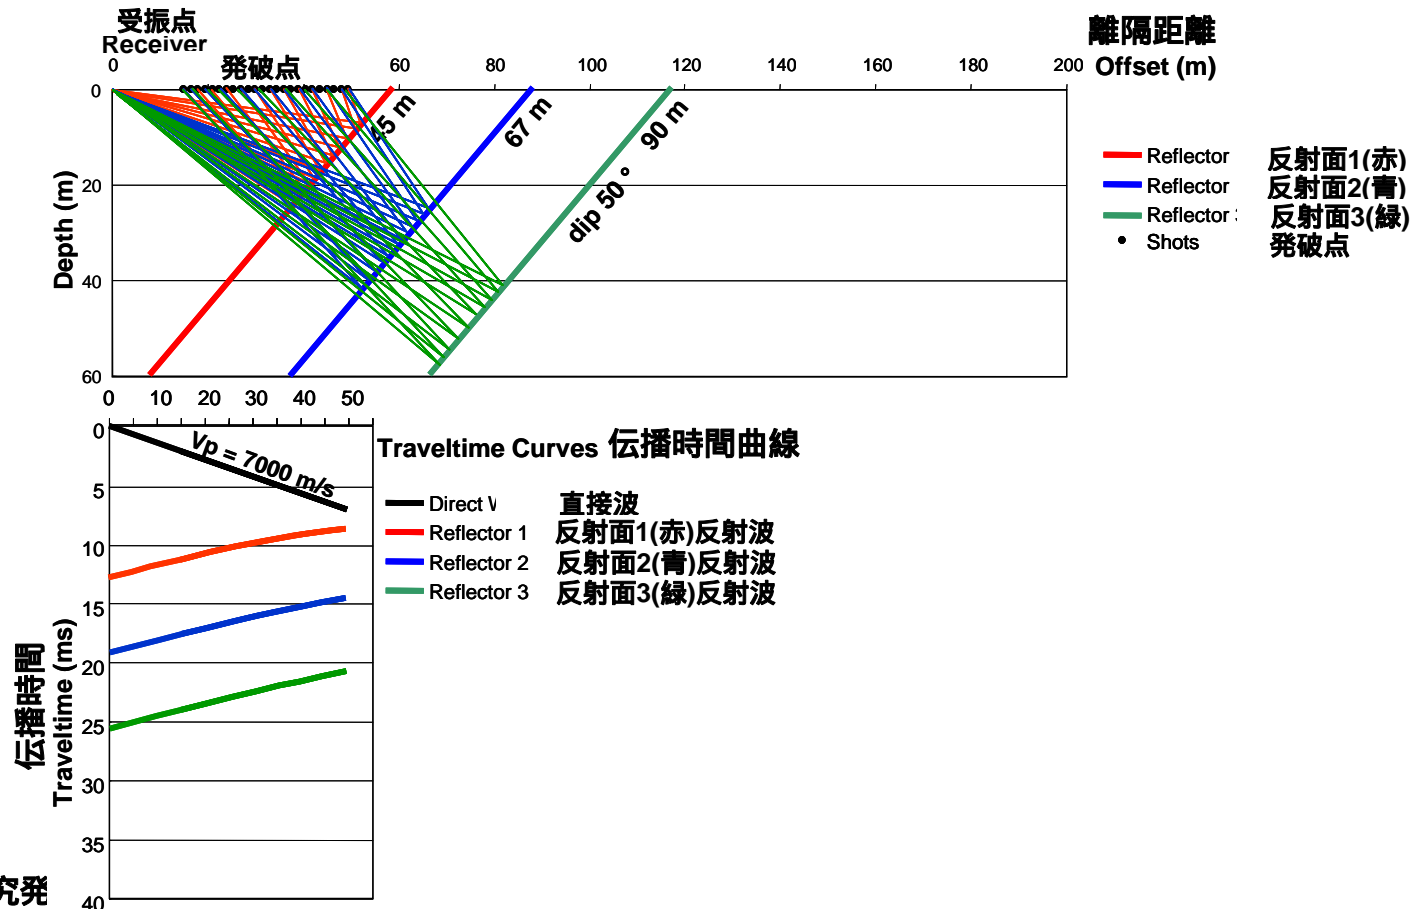 受振点
Receiver
発破点
離隔距離
Offset (m)
0 60 80 100 120 140 160 180 200
0
20
40
60
Depth (m)
45 m
67 m
90 m
dip 50 °
Reflector 反射面1(赤)
Reflector 反射面2(青)
Reflector 反射面3(緑)
Shots 発破点
0 10 20 30 40 50
0
5
10
15
20
25
30
35
40
伝播時間
Traveltime (ms)
Vp = 7000 m/s
Traveltime Curves 伝播時間曲線
Direct 直接波
Reflector 1 反射面1(赤)反射波
Reflector 2 反射面2(青)反射波
Reflector 3 反射面3(緑)反射波
究発